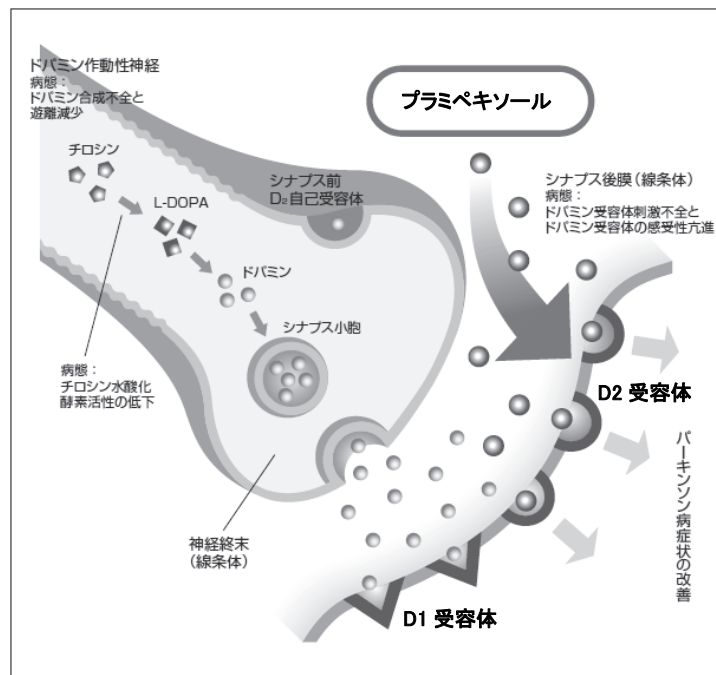 ドパミン作動性神経
病態：
ドパミン合成不全と
遊離減少
チロシン
L-DOPA
ドパミン
シナプス小胞
シナプス前
D₂自己受容体
プラミペキソール
シナプス後膜（線条体）
病態：
ドパミン受容体刺激不全と
ドパミン受容体の感受性亢進
病態：
チロシン水酸化
酵素活性の低下
神経終末
（線条体）
D2 受容体
D1 受容体
パーキンソン病症状の改善